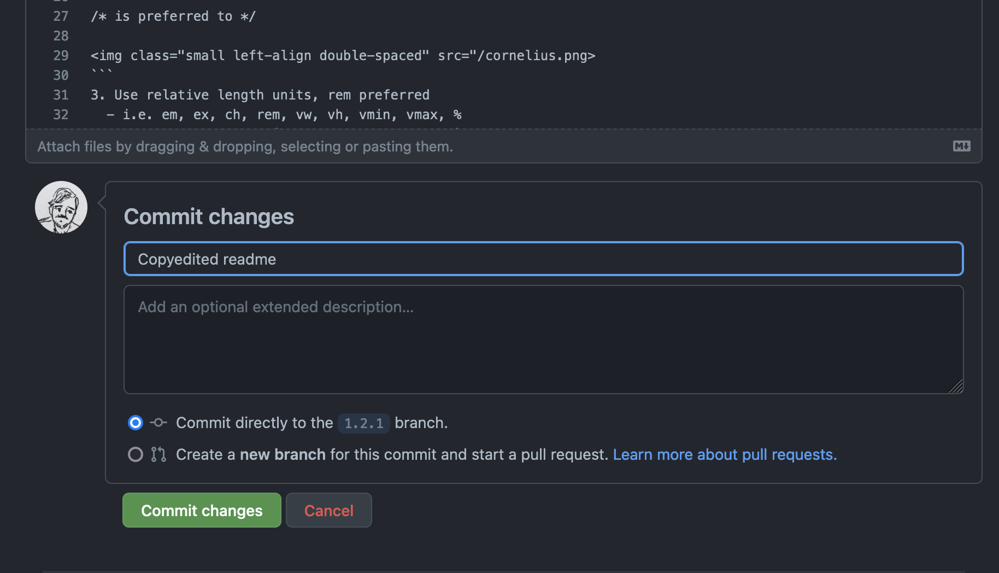 27 /* is preferred to */
28
29 <img class="small left-align double-spaced" src="/cornelius.png>
30 ```
31 3. Use relative length units, rem preferred
32 - i.e. em, ex, ch, rem, vw, vh, vmin, vmax, %
Attach files by dragging & dropping, selecting or pasting them.
M↓
Commit changes
Copyedited readme
Add an optional extended description...
Commit directly to the 1.2.1 branch.
Create a new branch for this commit and start a pull request. Learn more about pull requests.
Commit changes Cancel